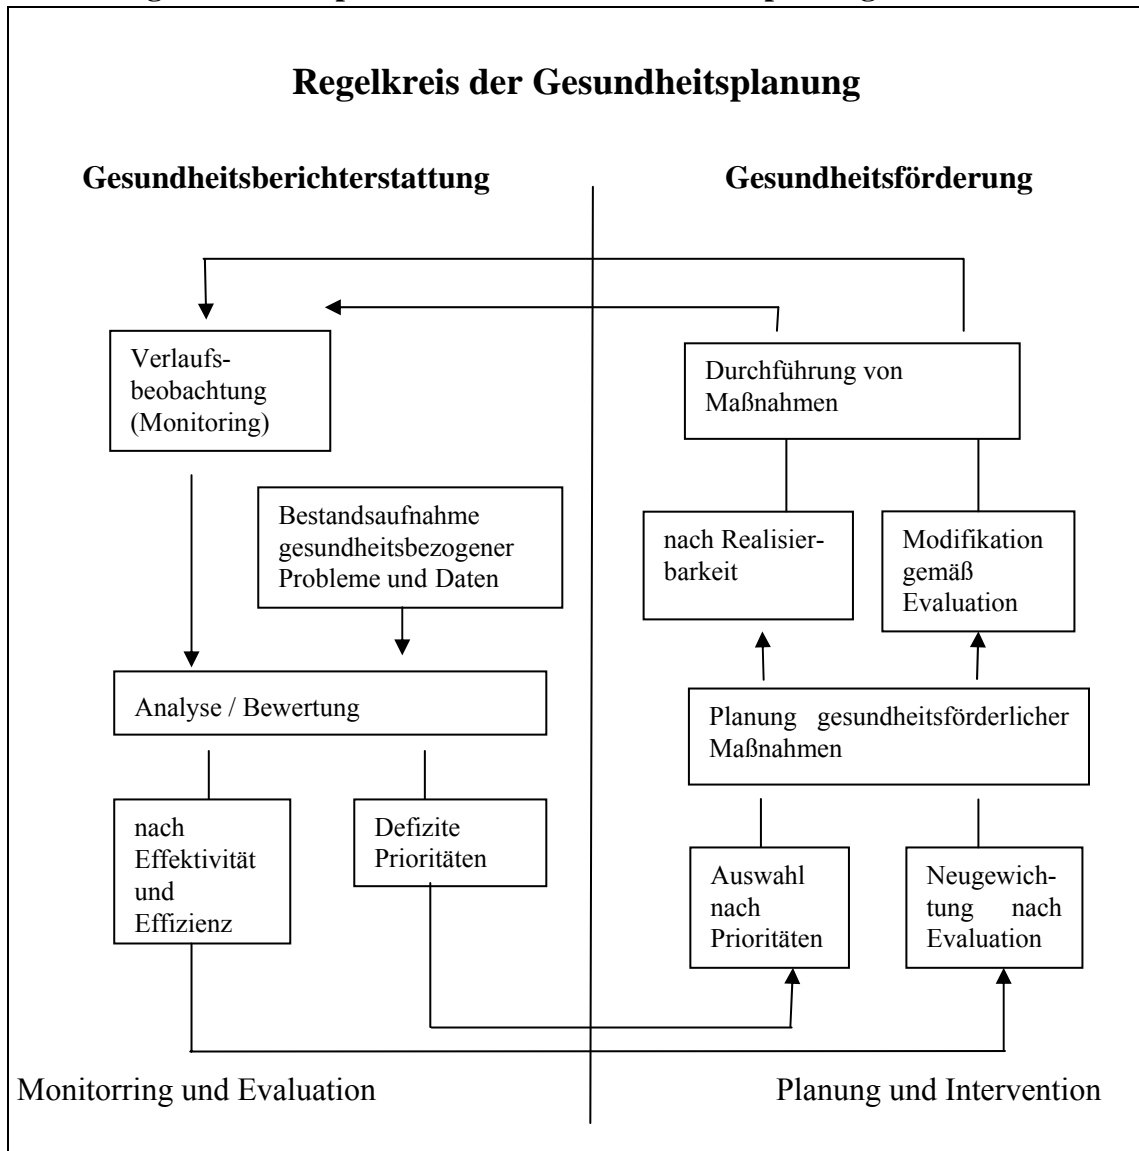 Regelkreis der Gesundheitsplanung
Gesundheitsberichterstattung
Gesundheitsförderung
Verlaufs-
beobachtung
(Monitoring)
Bestandsaufnahme
gesundheitsbezogener
Probleme und Daten
Analyse / Bewertung
nach
Effektivität
und
Effizienz
Defizite
Prioritäten
Durchführung von
Maßnahmen
nach Realisier-
barkeit
Modifikation
gemäß
Evaluation
Planung gesundheitsförderlicher
Maßnahmen
Auswahl
nach
Prioritäten
Neugewich-
tung nach
Evaluation
Monitorring und Evaluation
Planung und Intervention